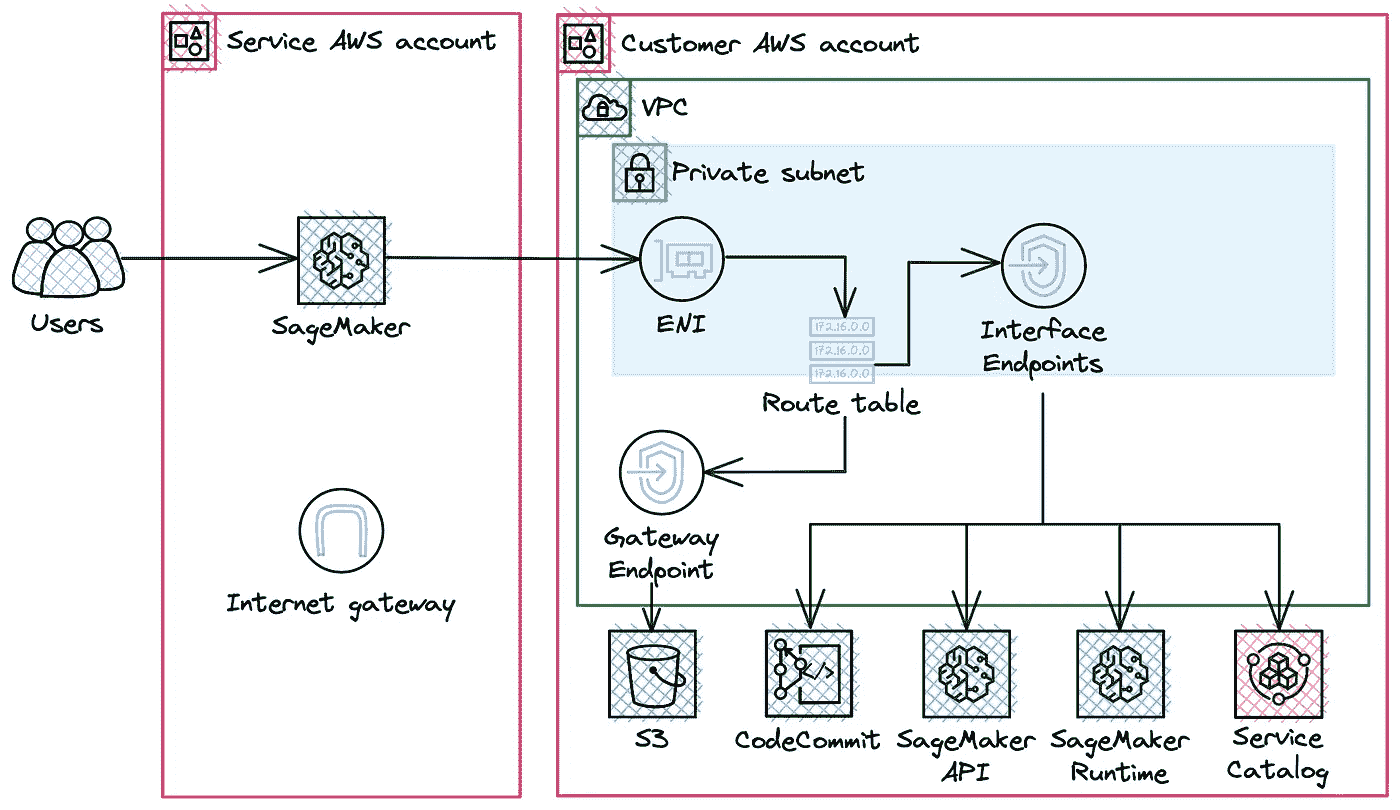 Service AWS account
Customer AWS account
VPC
Private subnet
Users
SageMaker
ENI
172.16.0.0
172.16.0.0
172.16.0.0
Route table
Interface
Endpoints
Gateway
Endpoint
Internet gateway
S3
CodeCommit
SageMaker
API
SageMaker
Runtime
Service
Catalog